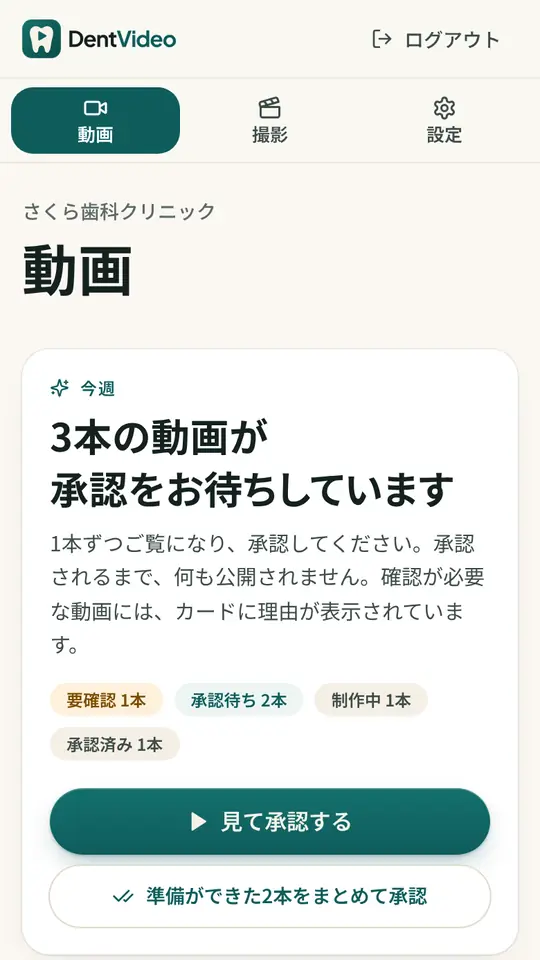 DentVideo
ログアウト
動画
撮影
設定
さくら歯科クリニック
動画
今週
3本の動画が
承認をお待ちしています
1本ずつご覧になり、承認してください。承認
されるまで、何も公開されません。確認が必要
な動画には、カードに理由が表示されていま
す。
要確認 1本
承認待ち 2本
制作中 1本
承認済み 1本
見て承認する
準備ができた2本をまとめて承認